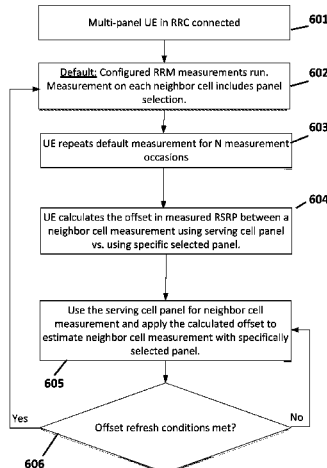 Multi-panel UE in RRC connected
601
Default: Configured RRM measurements run.
Measurement on each neighbor cell includes panel
selection.
602
UE repeats default measurement for N measurement
occasions
603
UE calculates the offset in measured RSRP between a
neighbor cell measurement using serving cell panel
vs. using specific selected panel.
604
Use the serving cell panel for neighbor cell
measurement and apply the calculated offset to
estimate neighbor cell measurement with specifically
selected panel.
605
Yes
Offset refresh conditions met?
No
606